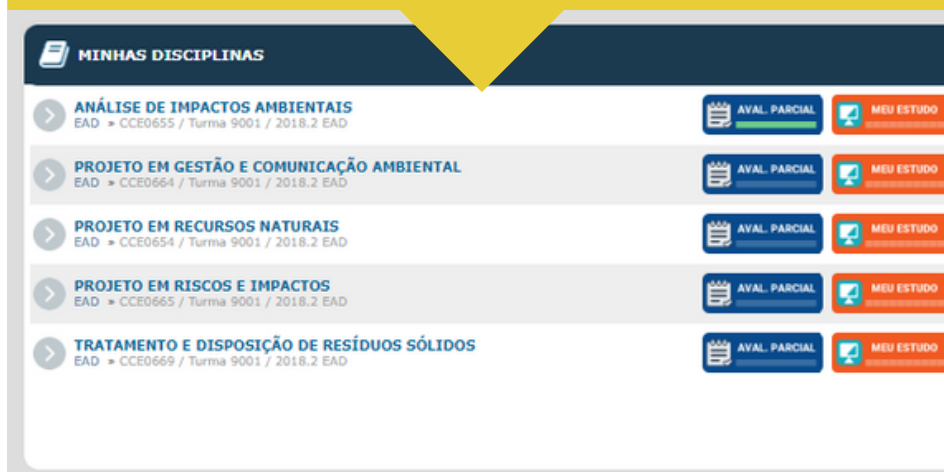 MINHAS DISCIPLINAS
ANÁLISE DE IMPACTOS AMBIENTAIS
EAD » CCE0655 / Turma 9001 / 2018.2 EAD
AVAL. PARCIAL
MEU ESTUDO
PROJETO EM GESTÃO E COMUNICAÇÃO AMBIENTAL
EAD » CCE0664 / Turma 9001 / 2018.2 EAD
AVAL. PARCIAL
MEU ESTUDO
PROJETO EM RECURSOS NATURAIS
EAD » CCE0654 / Turma 9001 / 2018.2 EAD
AVAL. PARCIAL
MEU ESTUDO
PROJETO EM RISCOS E IMPACTOS
EAD » CCE0665 / Turma 9001 / 2018.2 EAD
AVAL. PARCIAL
MEU ESTUDO
TRATAMENTO E DISPOSIÇÃO DE RESÍDUOS SÓLIDOS
EAD » CCE0669 / Turma 9001 / 2018.2 EAD
AVAL. PARCIAL
MEU ESTUDO